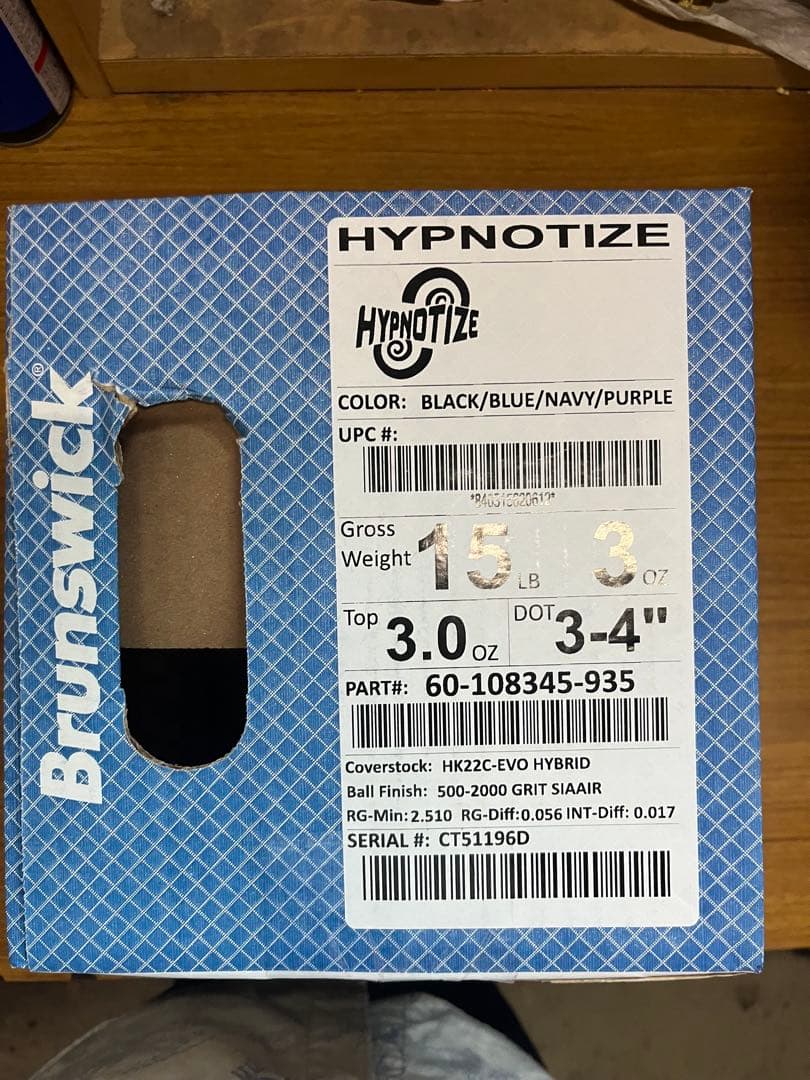 Brunswick®
HYPNOTIZE
HYPNOTIZE
COLOR: BLACK/BLUE/NAVY/PURPLE
UPC #:
Gross Weight 15 LB 3 OZ
Top 3.0 OZ DOT 3-4"
PART#: 60-108345-935
Coverstock: HK22C-EVO HYBRID
Ball Finish: 500-2000 GRIT SIAAIR
RG-Min: 2.510 RG-Diff:0.056 INT-Diff: 0.017
SERIAL #: CT51196D